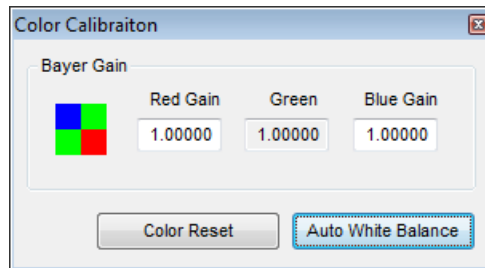 Color Calibraiton
Bayer Gain
Red Gain Green Blue Gain
1.00000 1.00000 1.00000
Color Reset Auto White Balance